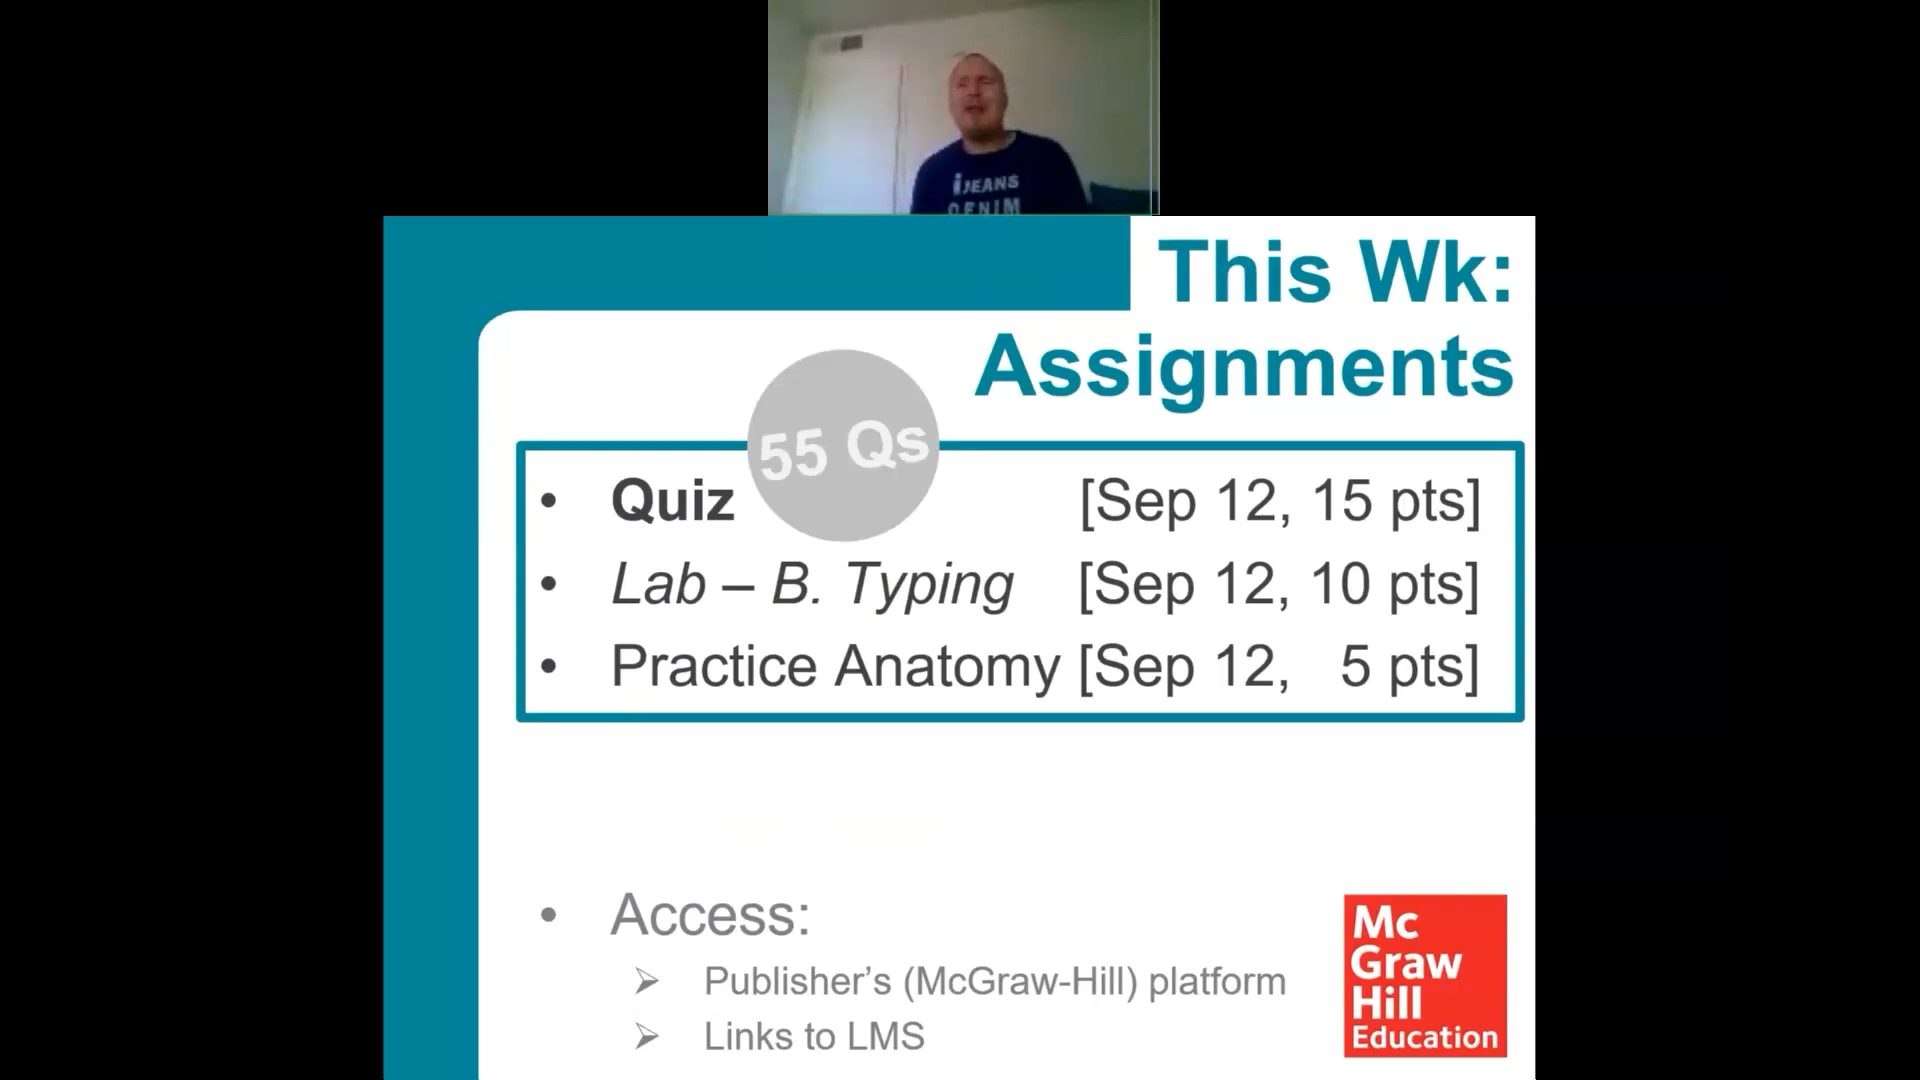 iJEANS
DENIM
This Wk:
Assignments
55 Qs
• Quiz [Sep 12, 15 pts]
• Lab – B. Typing [Sep 12, 10 pts]
• Practice Anatomy [Sep 12, 5 pts]
• Access:
➢ Publisher’s (McGraw-Hill) platform
➢ Links to LMS
Mc
Graw
Hill
Education